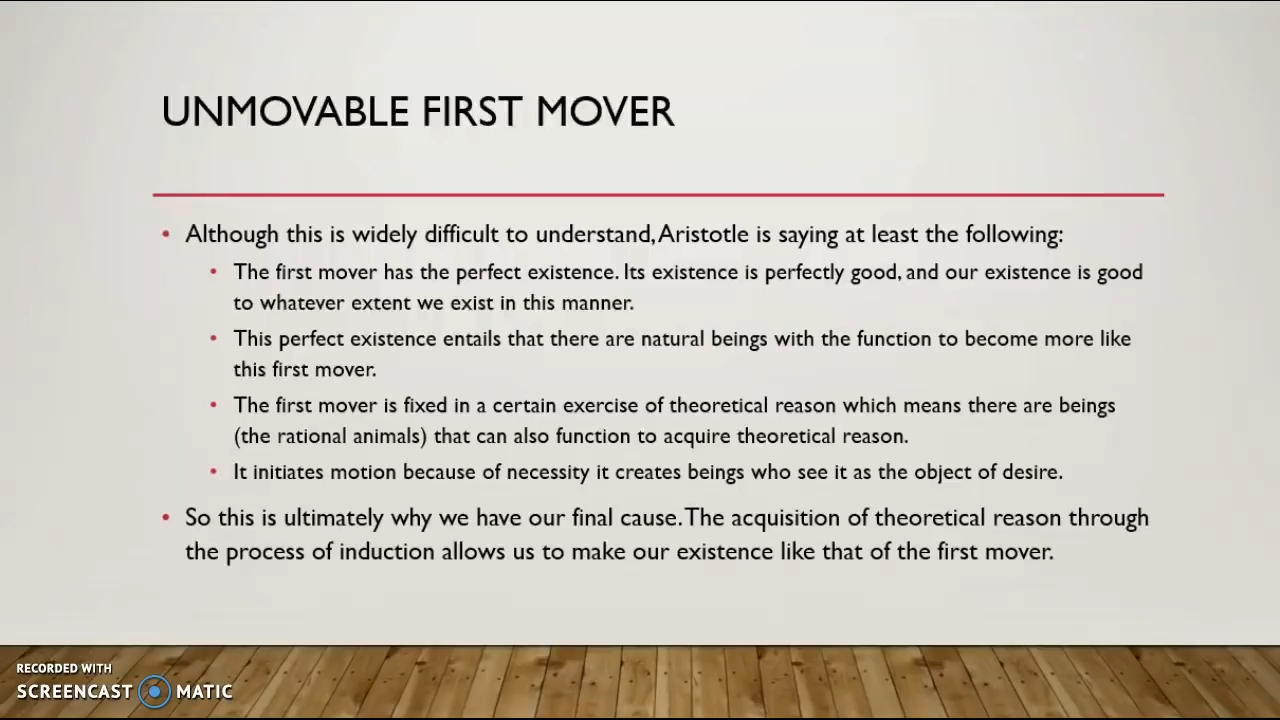 UNMOVABLE FIRST MOVER
• Although this is widely difficult to understand, Aristotle is saying at least the following:
• The first mover has the perfect existence. Its existence is perfectly good, and our existence is good
to whatever extent we exist in this manner.
• This perfect existence entails that there are natural beings with the function to become more like
this first mover.
• The first mover is fixed in a certain exercise of theoretical reason which means there are beings
(the rational animals) that can also function to acquire theoretical reason.
• It initiates motion because of necessity it creates beings who see it as the object of desire.
• So this is ultimately why we have our final cause. The acquisition of theoretical reason through
the process of induction allows us to make our existence like that of the first mover.
RECORDED WITH
SCREENCAST MATIC